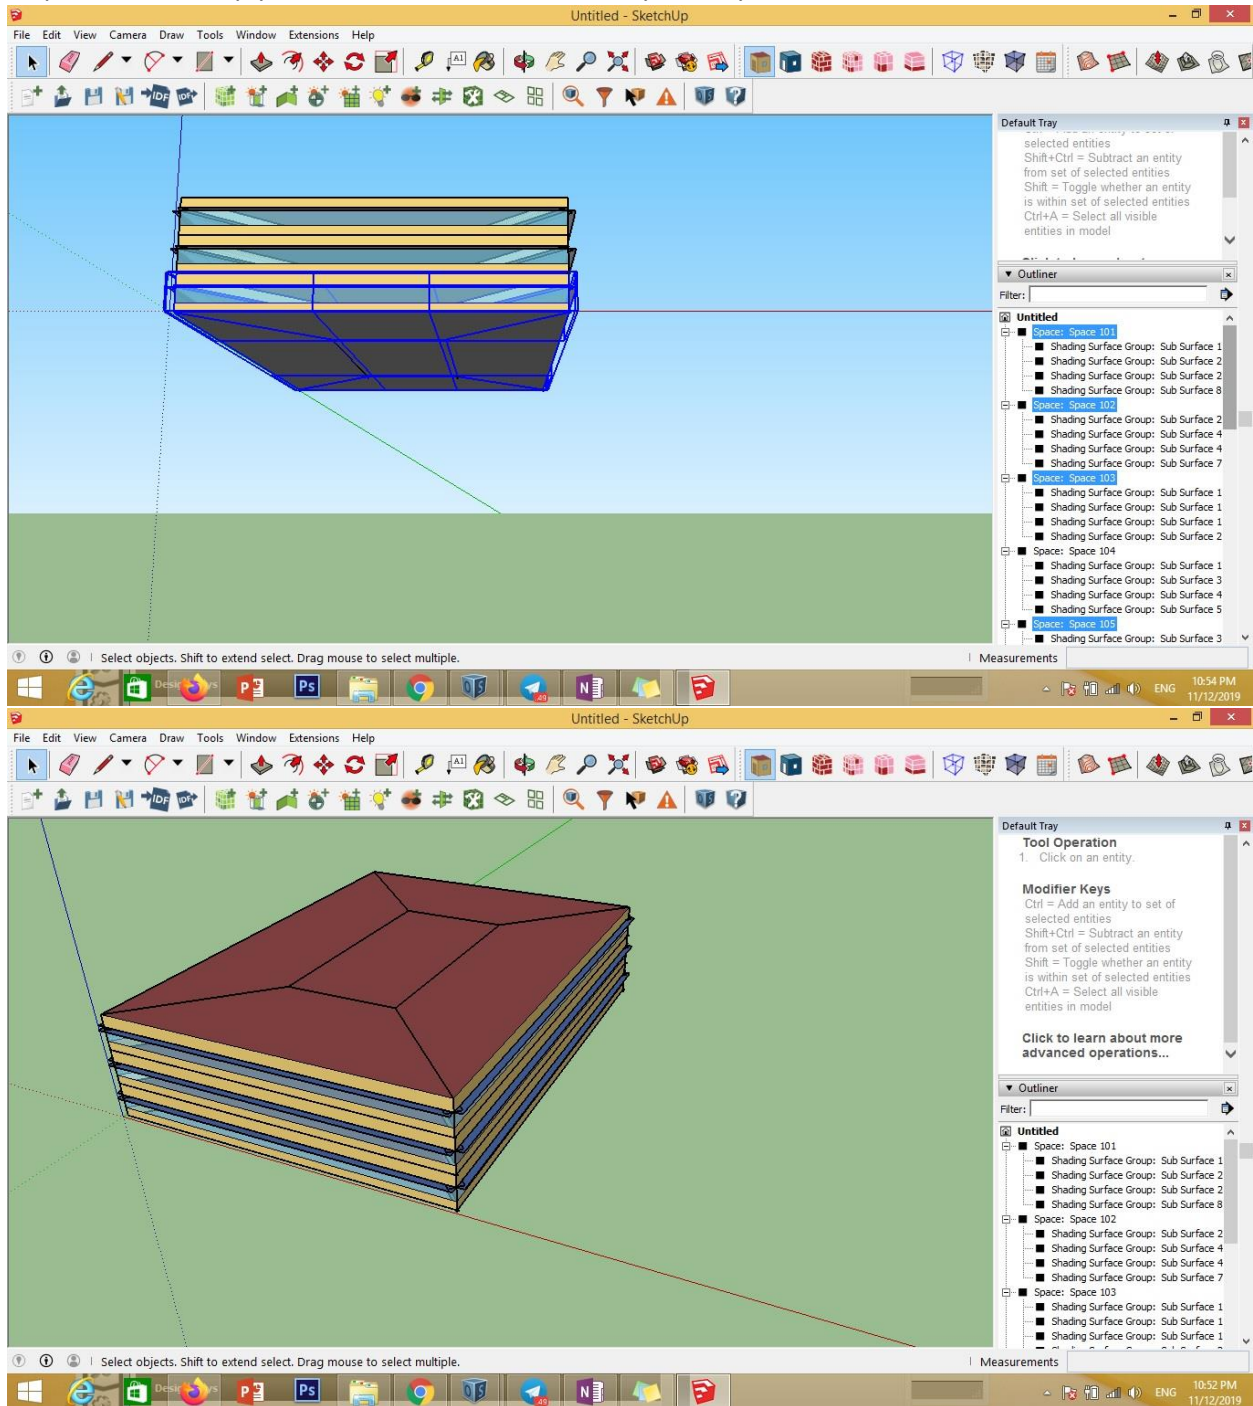 Untitled - SketchUp
File Edit View Camera Draw Tools Window Extensions Help
A1
IDF IDF
Default Tray
selected entities
Shift+Ctrl = Subtract an entity
from set of selected entities
Shift = Toggle whether an entity
is within set of selected entities
Ctrl+A = Select all visible
entities in model
Outliner
Filter:
Untitled
Space: Space 101
Shading Surface Group: Sub Surface 1
Shading Surface Group: Sub Surface 2
Shading Surface Group: Sub Surface 2
Shading Surface Group: Sub Surface 8
Space: Space 102
Shading Surface Group: Sub Surface 2
Shading Surface Group: Sub Surface 4
Shading Surface Group: Sub Surface 4
Shading Surface Group: Sub Surface 7
Space: Space 103
Shading Surface Group: Sub Surface 1
Shading Surface Group: Sub Surface 1
Shading Surface Group: Sub Surface 1
Shading Surface Group: Sub Surface 2
Space: Space 104
Shading Surface Group: Sub Surface 1
Shading Surface Group: Sub Surface 3
Shading Surface Group: Sub Surface 4
Shading Surface Group: Sub Surface 5
Space: Space 105
Shading Surface Group: Sub Surface 3
Select objects. Shift to extend select. Drag mouse to select multiple.
Measurements
Ps
ENG
10:54 PM
11/12/2019
Untitled - SketchUp
File Edit View Camera Draw Tools Window Extensions Help
A1
IDF IDF
Default Tray
Tool Operation
1. Click on an entity.
Modifier Keys
Ctrl = Add an entity to set of
selected entities
Shift+Ctrl = Subtract an entity
from set of selected entities
Shift = Toggle whether an entity
is within set of selected entities
Ctrl+A = Select all visible
entities in model
Click to learn about more
advanced operations...
Outliner
Filter:
Untitled
Space: Space 101
Shading Surface Group: Sub Surface 1
Shading Surface Group: Sub Surface 2
Shading Surface Group: Sub Surface 2
Shading Surface Group: Sub Surface 8
Space: Space 102
Shading Surface Group: Sub Surface 2
Shading Surface Group: Sub Surface 4
Shading Surface Group: Sub Surface 4
Shading Surface Group: Sub Surface 7
Space: Space 103
Shading Surface Group: Sub Surface 1
Shading Surface Group: Sub Surface 1
Shading Surface Group: Sub Surface 1
Select objects. Shift to extend select. Drag mouse to select multiple.
Measurements
Ps
ENG
10:52 PM
11/12/2019